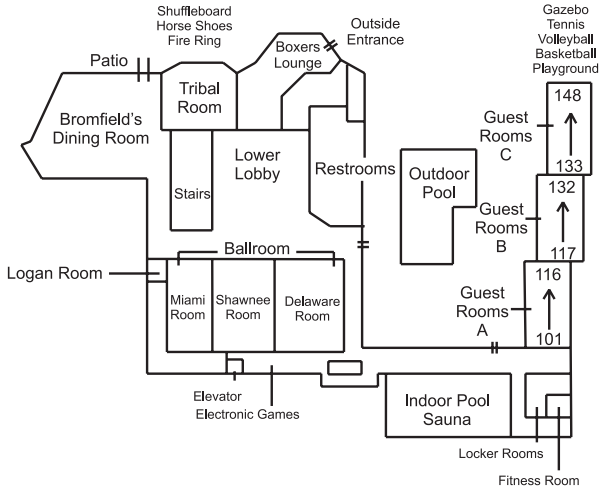 Shuffleboard
Horse Shoes
Fire Ring
Outside
Entrance
Gazebo
Tennis
Volleyball
Basketball
Playground
Boxers
Lounge
Patio
Tribal
Room
Bromfield's
Dining Room
148
Guest
Rooms
C
133
Lower
Lobby
Restrooms
Outdoor
Pool
Stairs
132
Guest
Rooms
B
117
Ballroom
Logan Room
Miami
Room
Shawnee
Room
Delaware
Room
116
Guest
Rooms
A
101
Elevator
Electronic Games
Indoor Pool
Sauna
Locker Rooms
Fitness Room